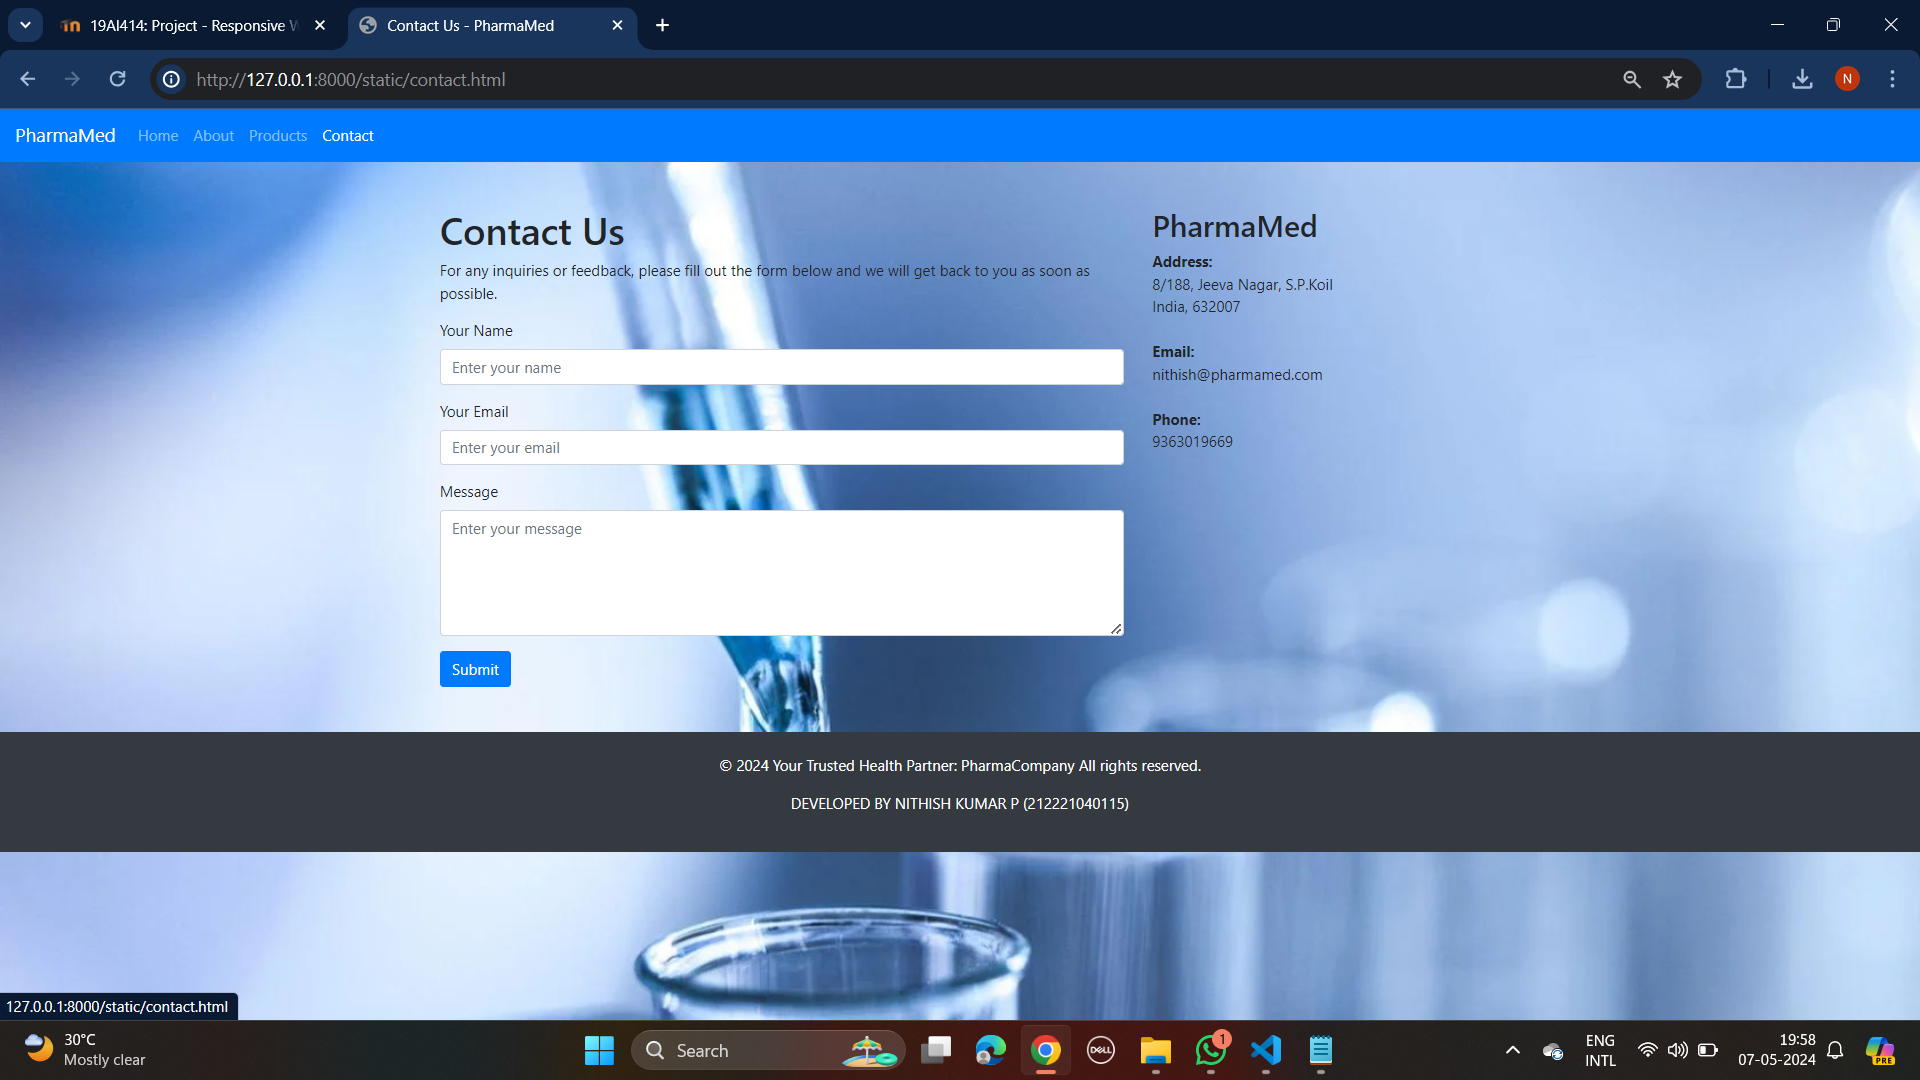 19AI414: Project - Responsive W
Contact Us - PharmaMed
http://127.0.0.1:8000/static/contact.html
N
PharmaMed
Home
About
Products
Contact
Contact Us
For any inquiries or feedback, please fill out the form below and we will get back to you as soon as
possible.
Your Name
Enter your name
Your Email
Enter your email
Message
Enter your message
Submit
PharmaMed
Address:
8/188, Jeeva Nagar, S.P.Koil
India, 632007
Email:
nithish@pharmamed.com
Phone:
9363019669
© 2024 Your Trusted Health Partner: PharmaCompany All rights reserved.
DEVELOPED BY NITHISH KUMAR P (212221040115)
127.0.0.1:8000/static/contact.html
30°C
Mostly clear
Search
DELL
1
ENG
INTL
19:58
07-05-2024
PRE